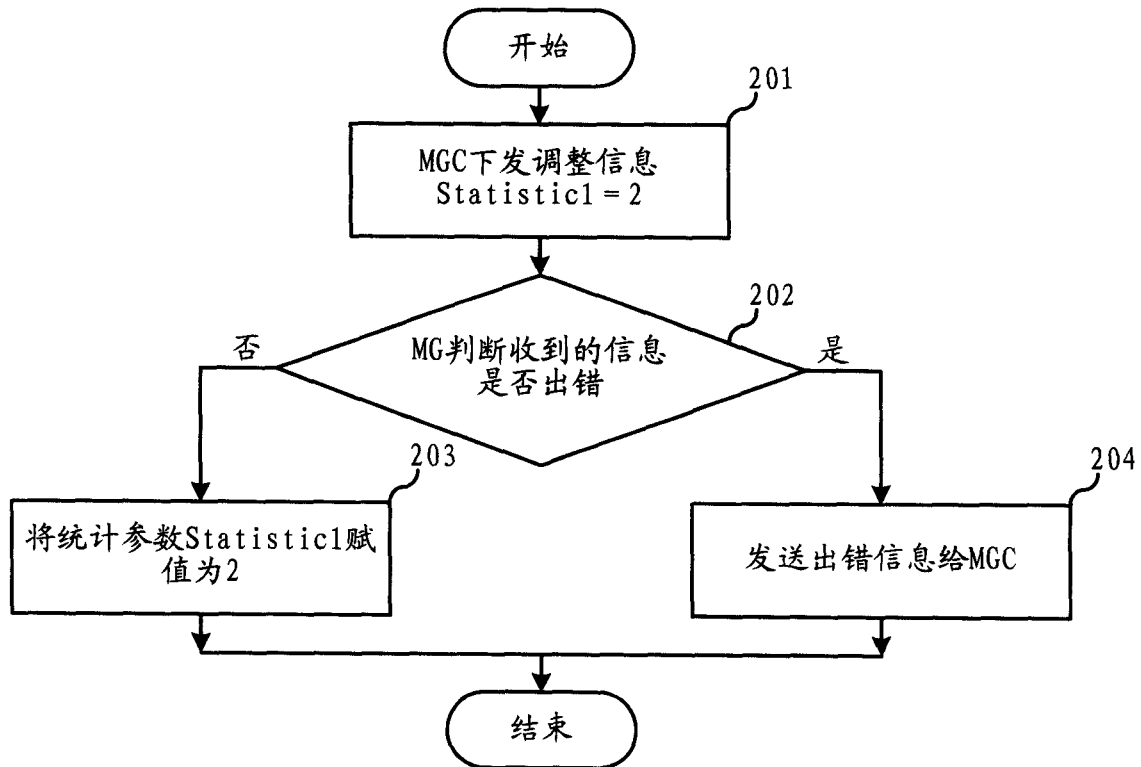 开始
201
MGC下发调整信息
Statistic1=2
202
否
MG判断收到的信息
是否出错
是
203
204
将统计参数Statistic1赋
值为2
发送出错信息给MGC
结束